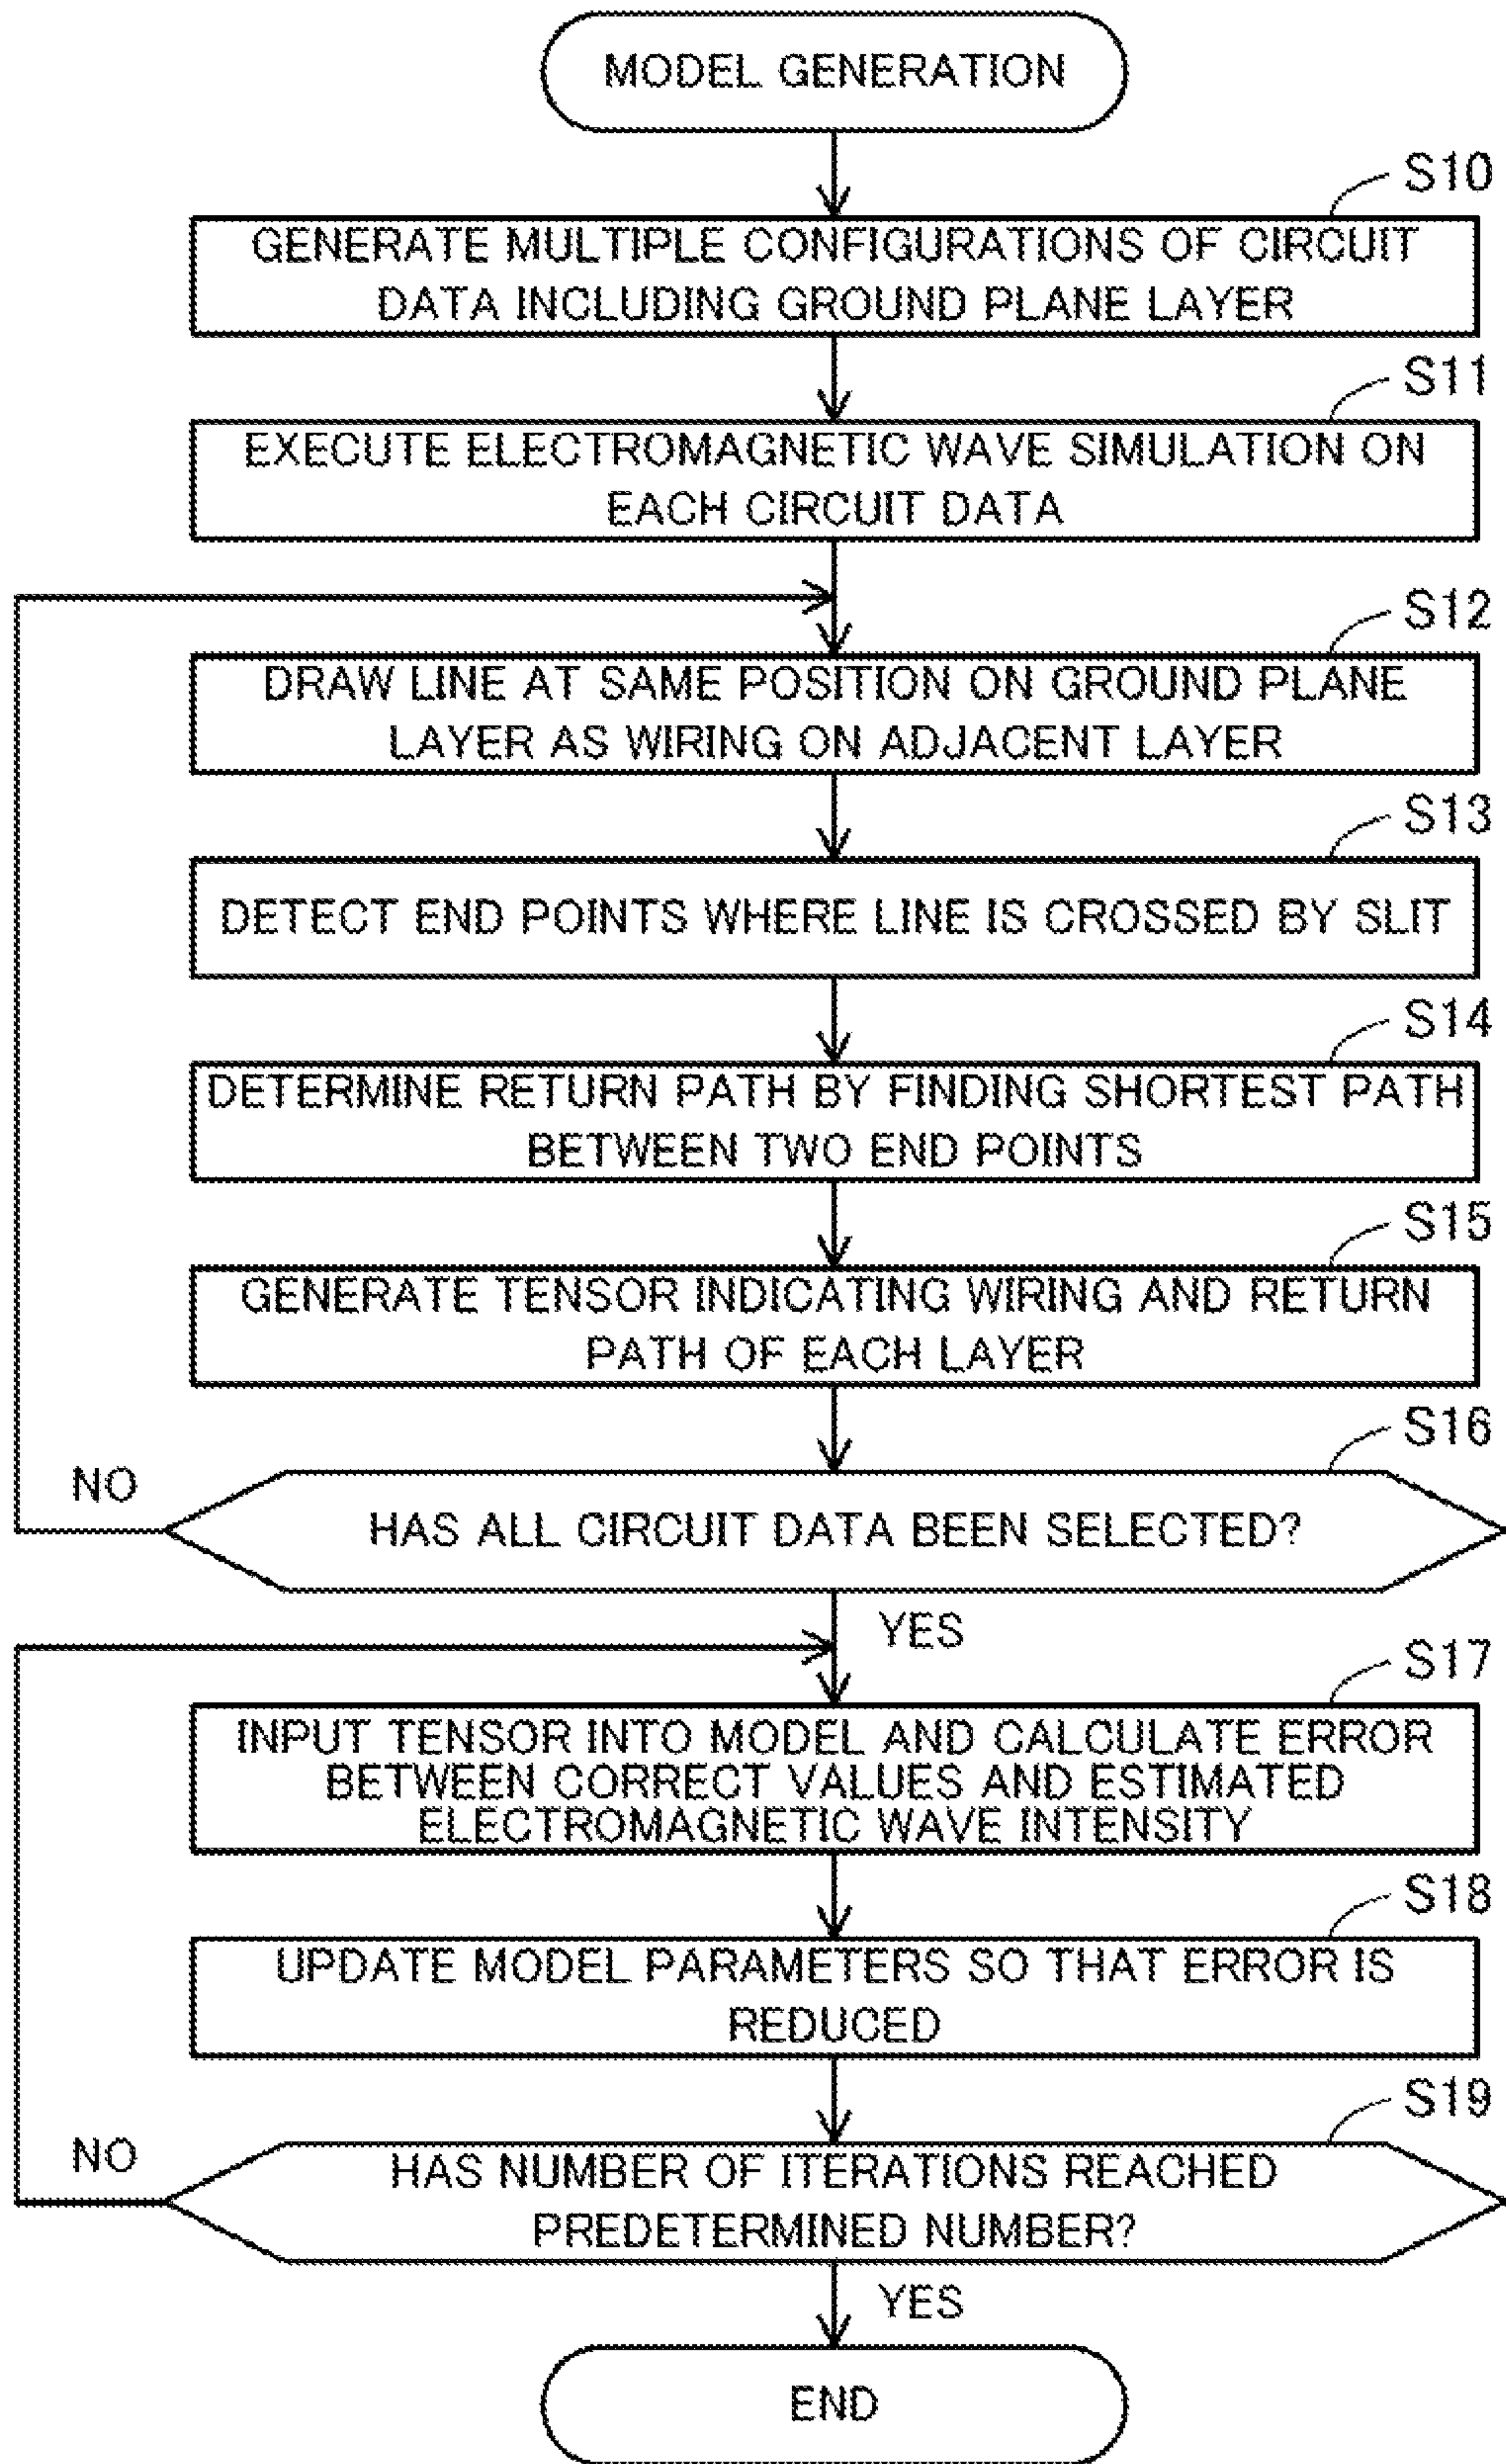 MODEL GENERATION
S10
GENERATE MULTIPLE CONFIGURATIONS OF CIRCUIT
DATA INCLUDING GROUND PLANE LAYER
S11
EXECUTE ELECTROMAGNETIC WAVE SIMULATION ON
EACH CIRCUIT DATA
S12
DRAW LINE AT SAME POSITION ON GROUND PLANE
LAYER AS WIRING ON ADJACENT LAYER
S13
DETECT END POINTS WHERE LINE IS CROSSED BY SLIT
S14
DETERMINE RETURN PATH BY FINDING SHORTEST PATH
BETWEEN TWO END POINTS
S15
GENERATE TENSOR INDICATING WIRING AND RETURN
PATH OF EACH LAYER
S16
NO
HAS ALL CIRCUIT DATA BEEN SELECTED?
YES
S17
INPUT TENSOR INTO MODEL AND CALCULATE ERROR
BETWEEN CORRECT VALUES AND ESTIMATED
ELECTROMAGNETIC WAVE INTENSITY
S18
UPDATE MODEL PARAMETERS SO THAT ERROR IS
REDUCED
S19
NO
HAS NUMBER OF ITERATIONS REACHED
PREDETERMINED NUMBER?
YES
END